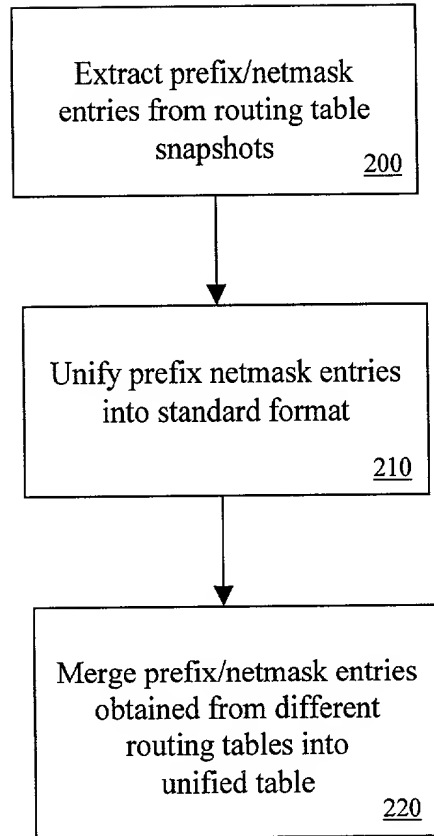 Extract prefix/netmask
entries from routing table
snapshots
200
Unify prefix netmask entries
into standard format
210
Merge prefix/netmask entries
obtained from different
routing tables into
unified table
220